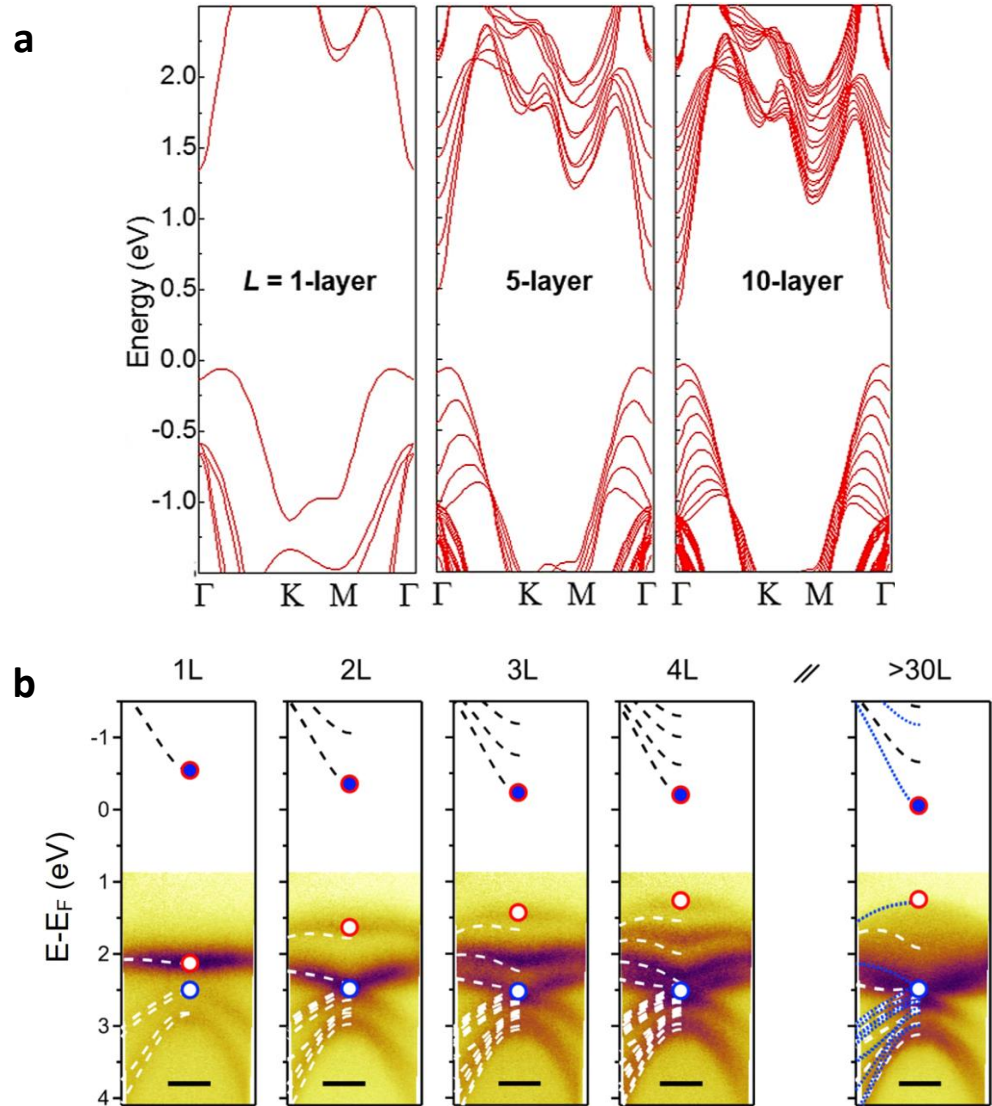 a
Energy (eV)
2.0
1.5
1.0
0.5
0.0
-0.5
-1.0
L = 1-layer
5-layer
10-layer
Γ K M Γ
Γ K M Γ
Γ K M Γ
b
1L 2L 3L 4L // >30L
E-E_F (eV)
-1
0
1
2
3
4